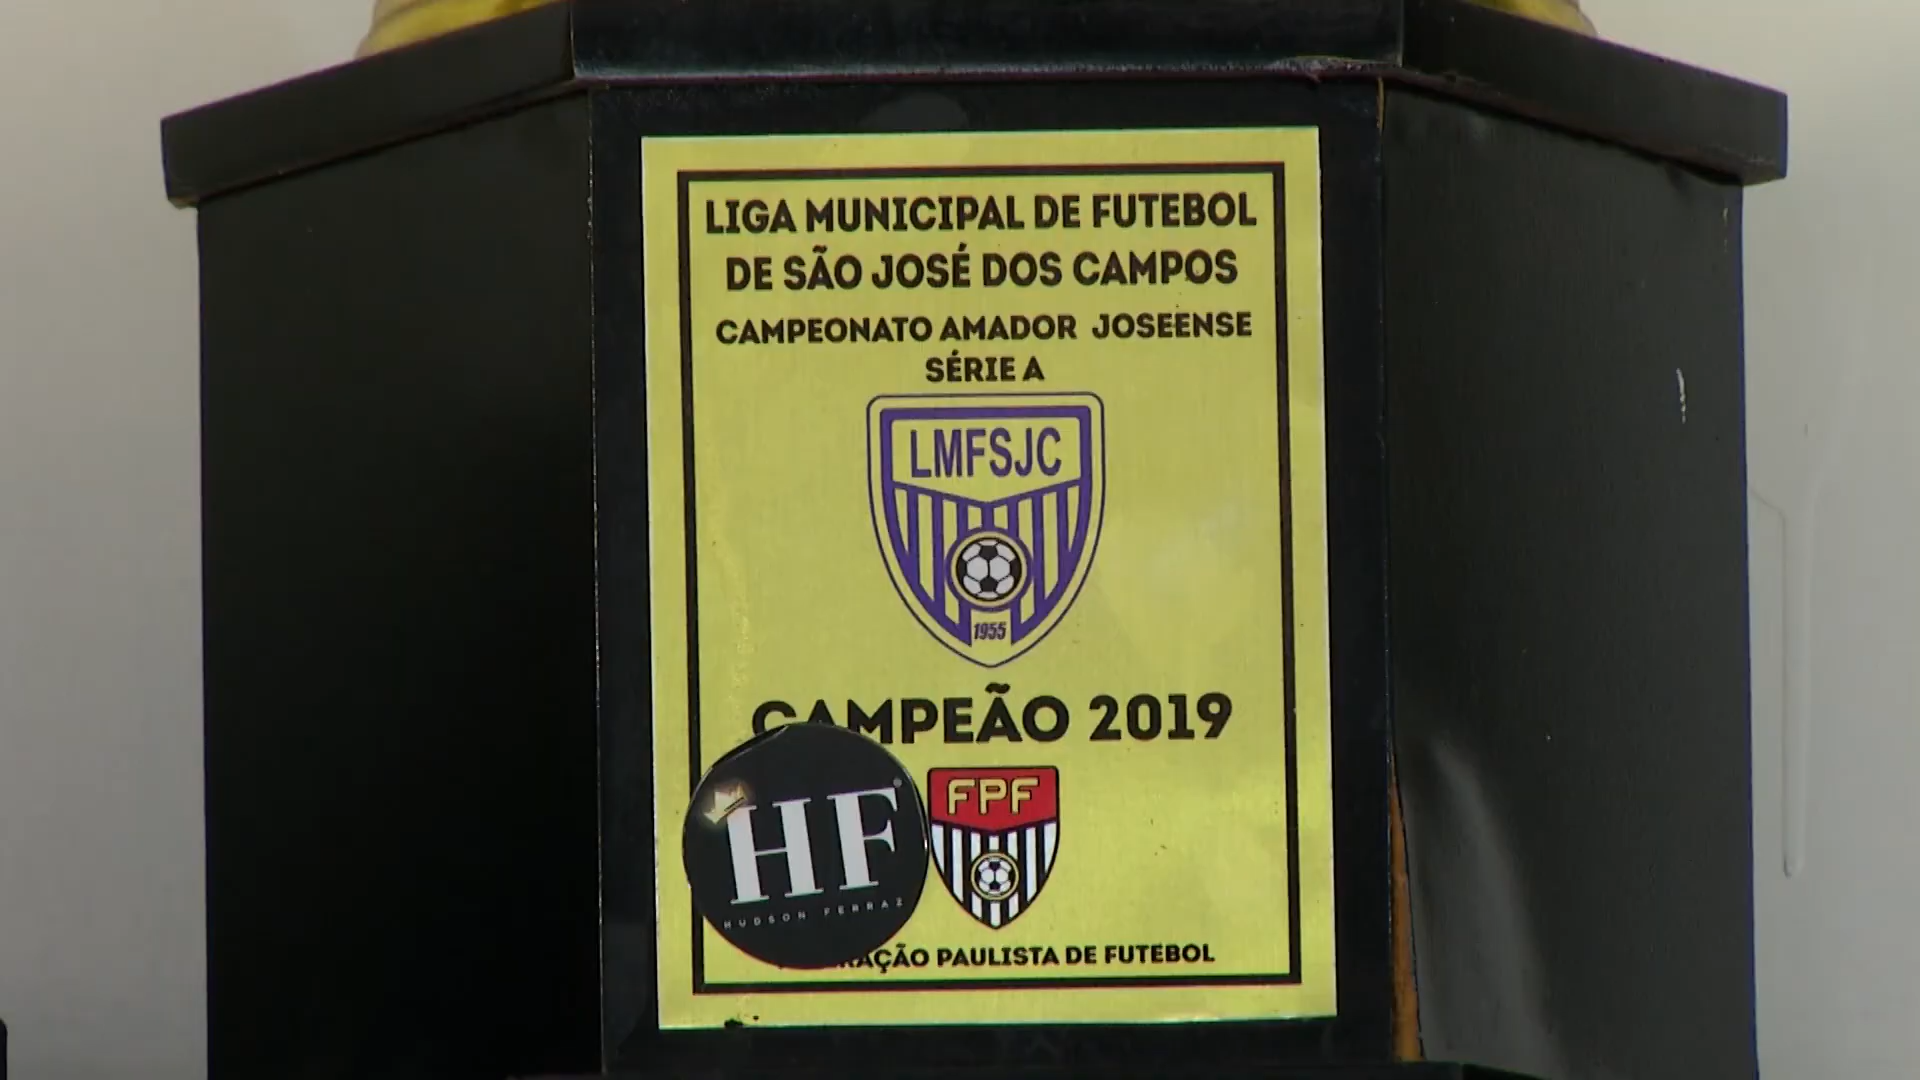 LIGA MUNICIPAL DE FUTEBOL
DE SÃO JOSÉ DOS CAMPOS
CAMPEONATO AMADOR JOSEENSE
SÉRIE A
LMFSJC
1955
CAMPEÃO 2019
FPF
HF
HUDSON FERRAZ
PAULISTA DE FUTEBOL